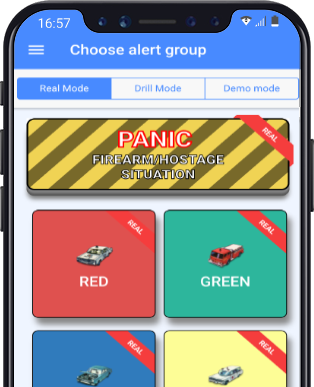 16:57
Choose alert group
Real Mode Drill Mode Demo mode
REAL
PANIC
FIREARM/HOSTAGE
SITUATION
REAL REAL
RED GREEN
REAL REAL